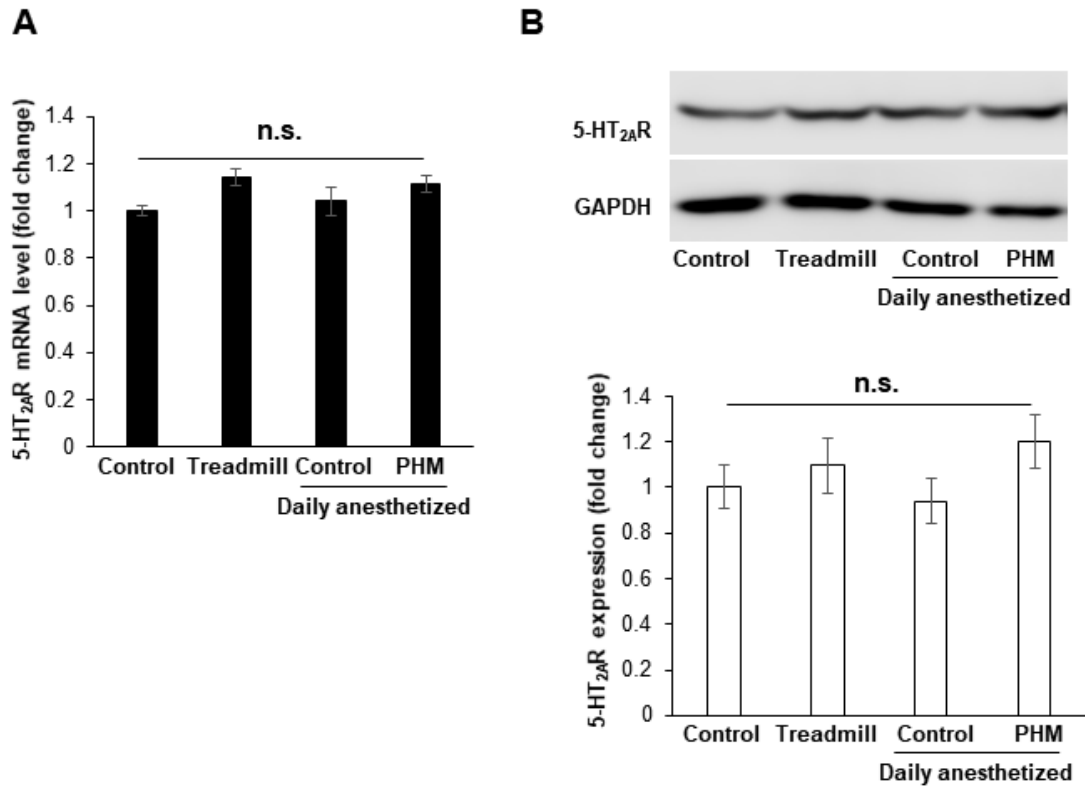 A
5-HT2AR mRNA level (fold change)
1.4
1.2
1
0.8
0.6
0.4
0.2
0
n.s.
Control Treadmill Control PHM
Daily anesthetized
B
5-HT2AR
GAPDH
Control Treadmill Control PHM
Daily anesthetized
5-HT2AR expression (fold change)
1.4
1.2
1
0.8
0.6
0.4
0.2
0
n.s.
Control Treadmill Control PHM
Daily anesthetized